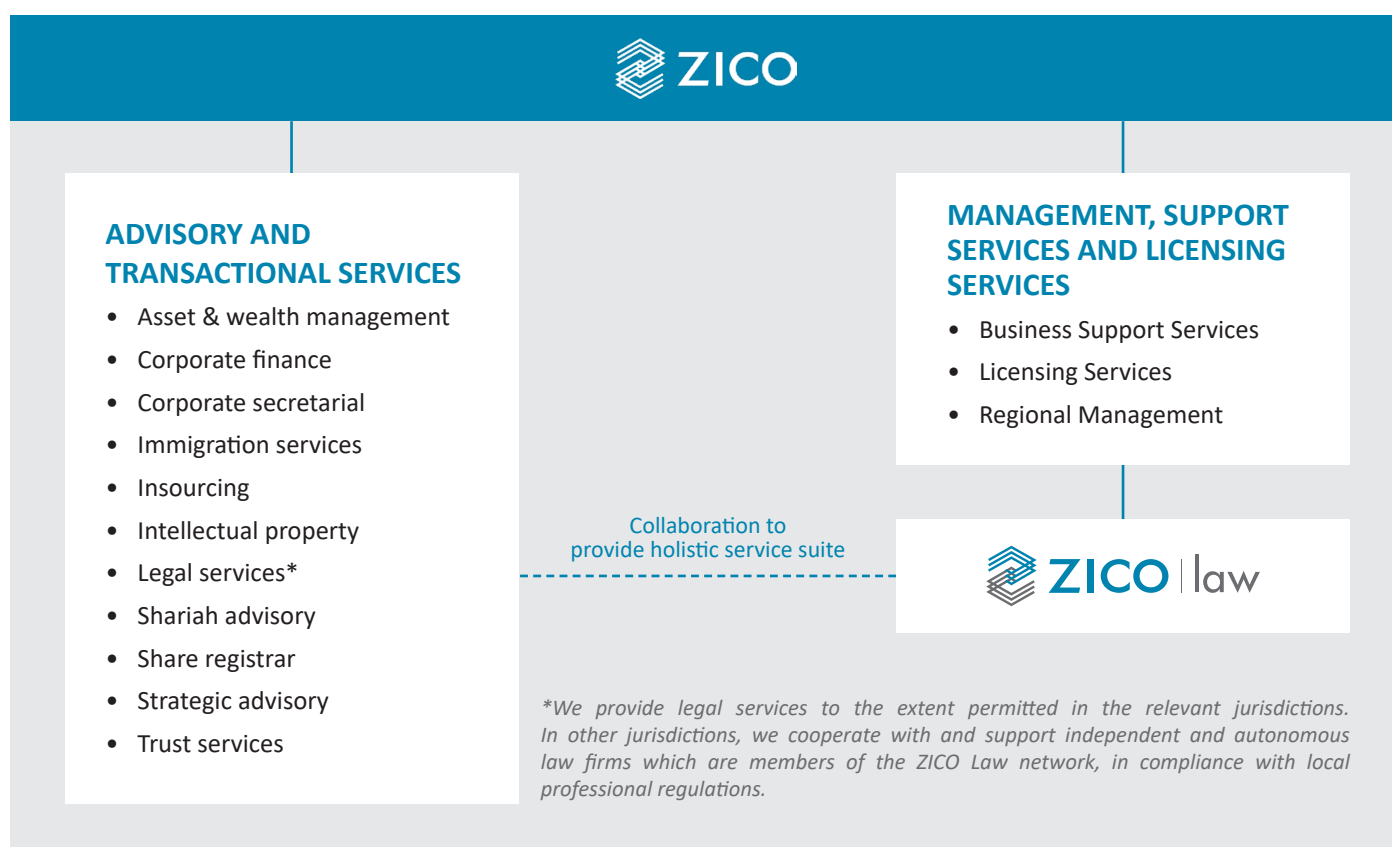 ZICO
ADVISORY AND
TRANSACTIONAL SERVICES
• Asset & wealth management
• Corporate finance
• Corporate secretarial
• Immigration services
• Insourcing
• Intellectual property
• Legal services*
• Shariah advisory
• Share registrar
• Strategic advisory
• Trust services
Collaboration to
provide holistic service suite
MANAGEMENT, SUPPORT
SERVICES AND LICENSING
SERVICES
• Business Support Services
• Licensing Services
• Regional Management
ZICO | law
*We provide legal services to the extent permitted in the relevant jurisdictions.
In other jurisdictions, we cooperate with and support independent and autonomous
law firms which are members of the ZICO Law network, in compliance with local
professional regulations.